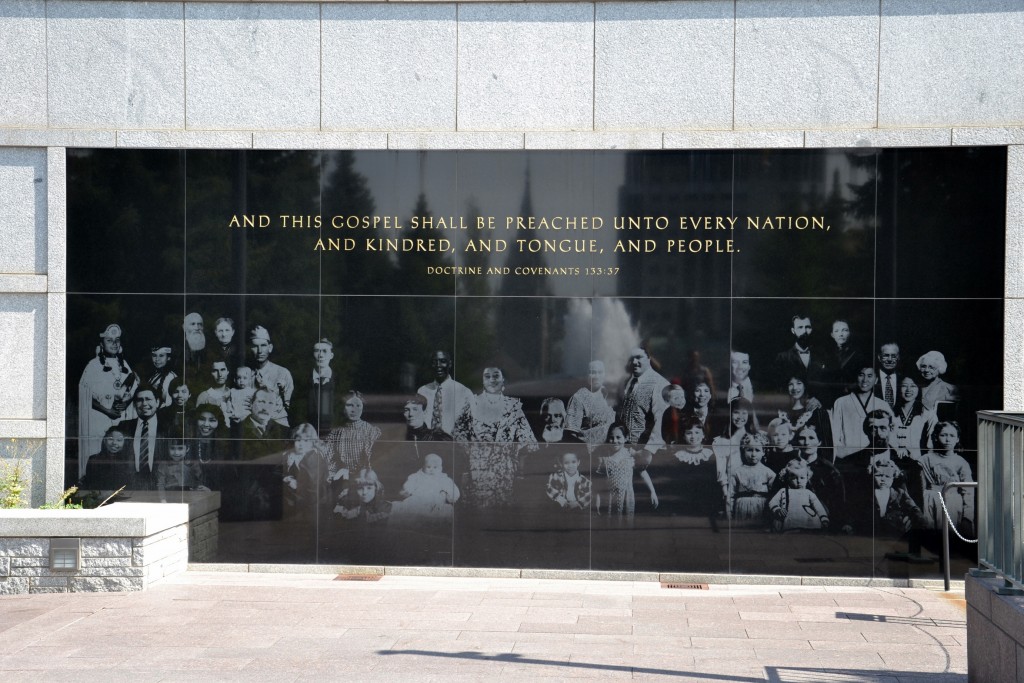 AND THIS GOSPEL SHALL BE PREACHED UNTO EVERY NATION,
AND KINDRED, AND TONGUE, AND PEOPLE.
DOCTRINE AND COVENANTS 133:37